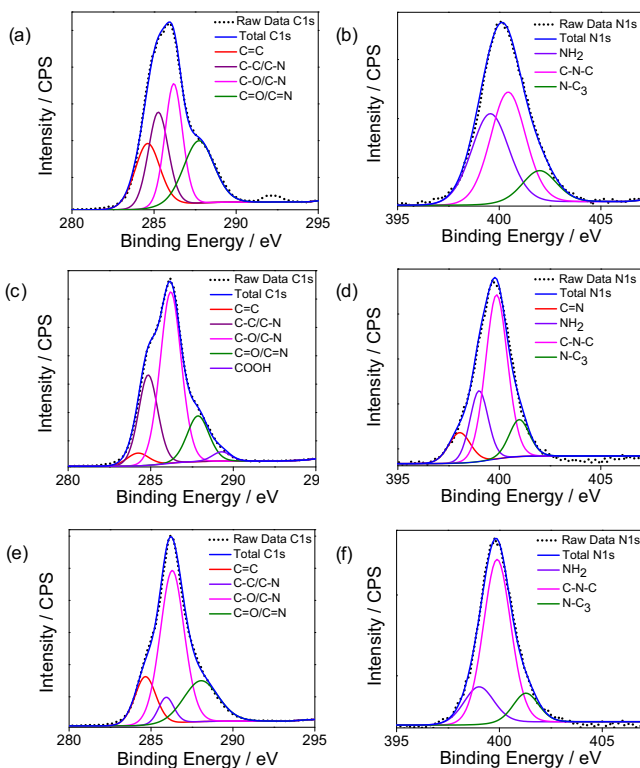 (a)
Intensity / CPS
Raw Data C1s
Total C1s
C=C
C-C/C-N
C-O/C-N
C=O/C=N
280 285 290 295
Binding Energy / eV
(b)
Intensity / CPS
Raw Data N1s
Total N1s
NH₂
C-N-C
N-C₃
395 400 405
Binding Energy / eV
(c)
Intensity / CPS
Raw Data C1s
Total C1s
C=C
C-C/C-N
C-O/C-N
C=O/C=N
COOH
280 285 290 29
Binding Energy / eV
(d)
Intensity / CPS
Raw Data N1s
Total N1s
C=N
NH₂
C-N-C
N-C₃
395 400 405
Binding Energy / eV
(e)
Intensity / CPS
Raw Data C1s
Total C1s
C=C
C-C/C-N
C-O/C-N
C=O/C=N
280 285 290 295
Binding Energy / eV
(f)
Intensity / CPS
Raw Data N1s
Total N1s
NH₂
C-N-C
N-C₃
395 400 405
Binding Energy / eV